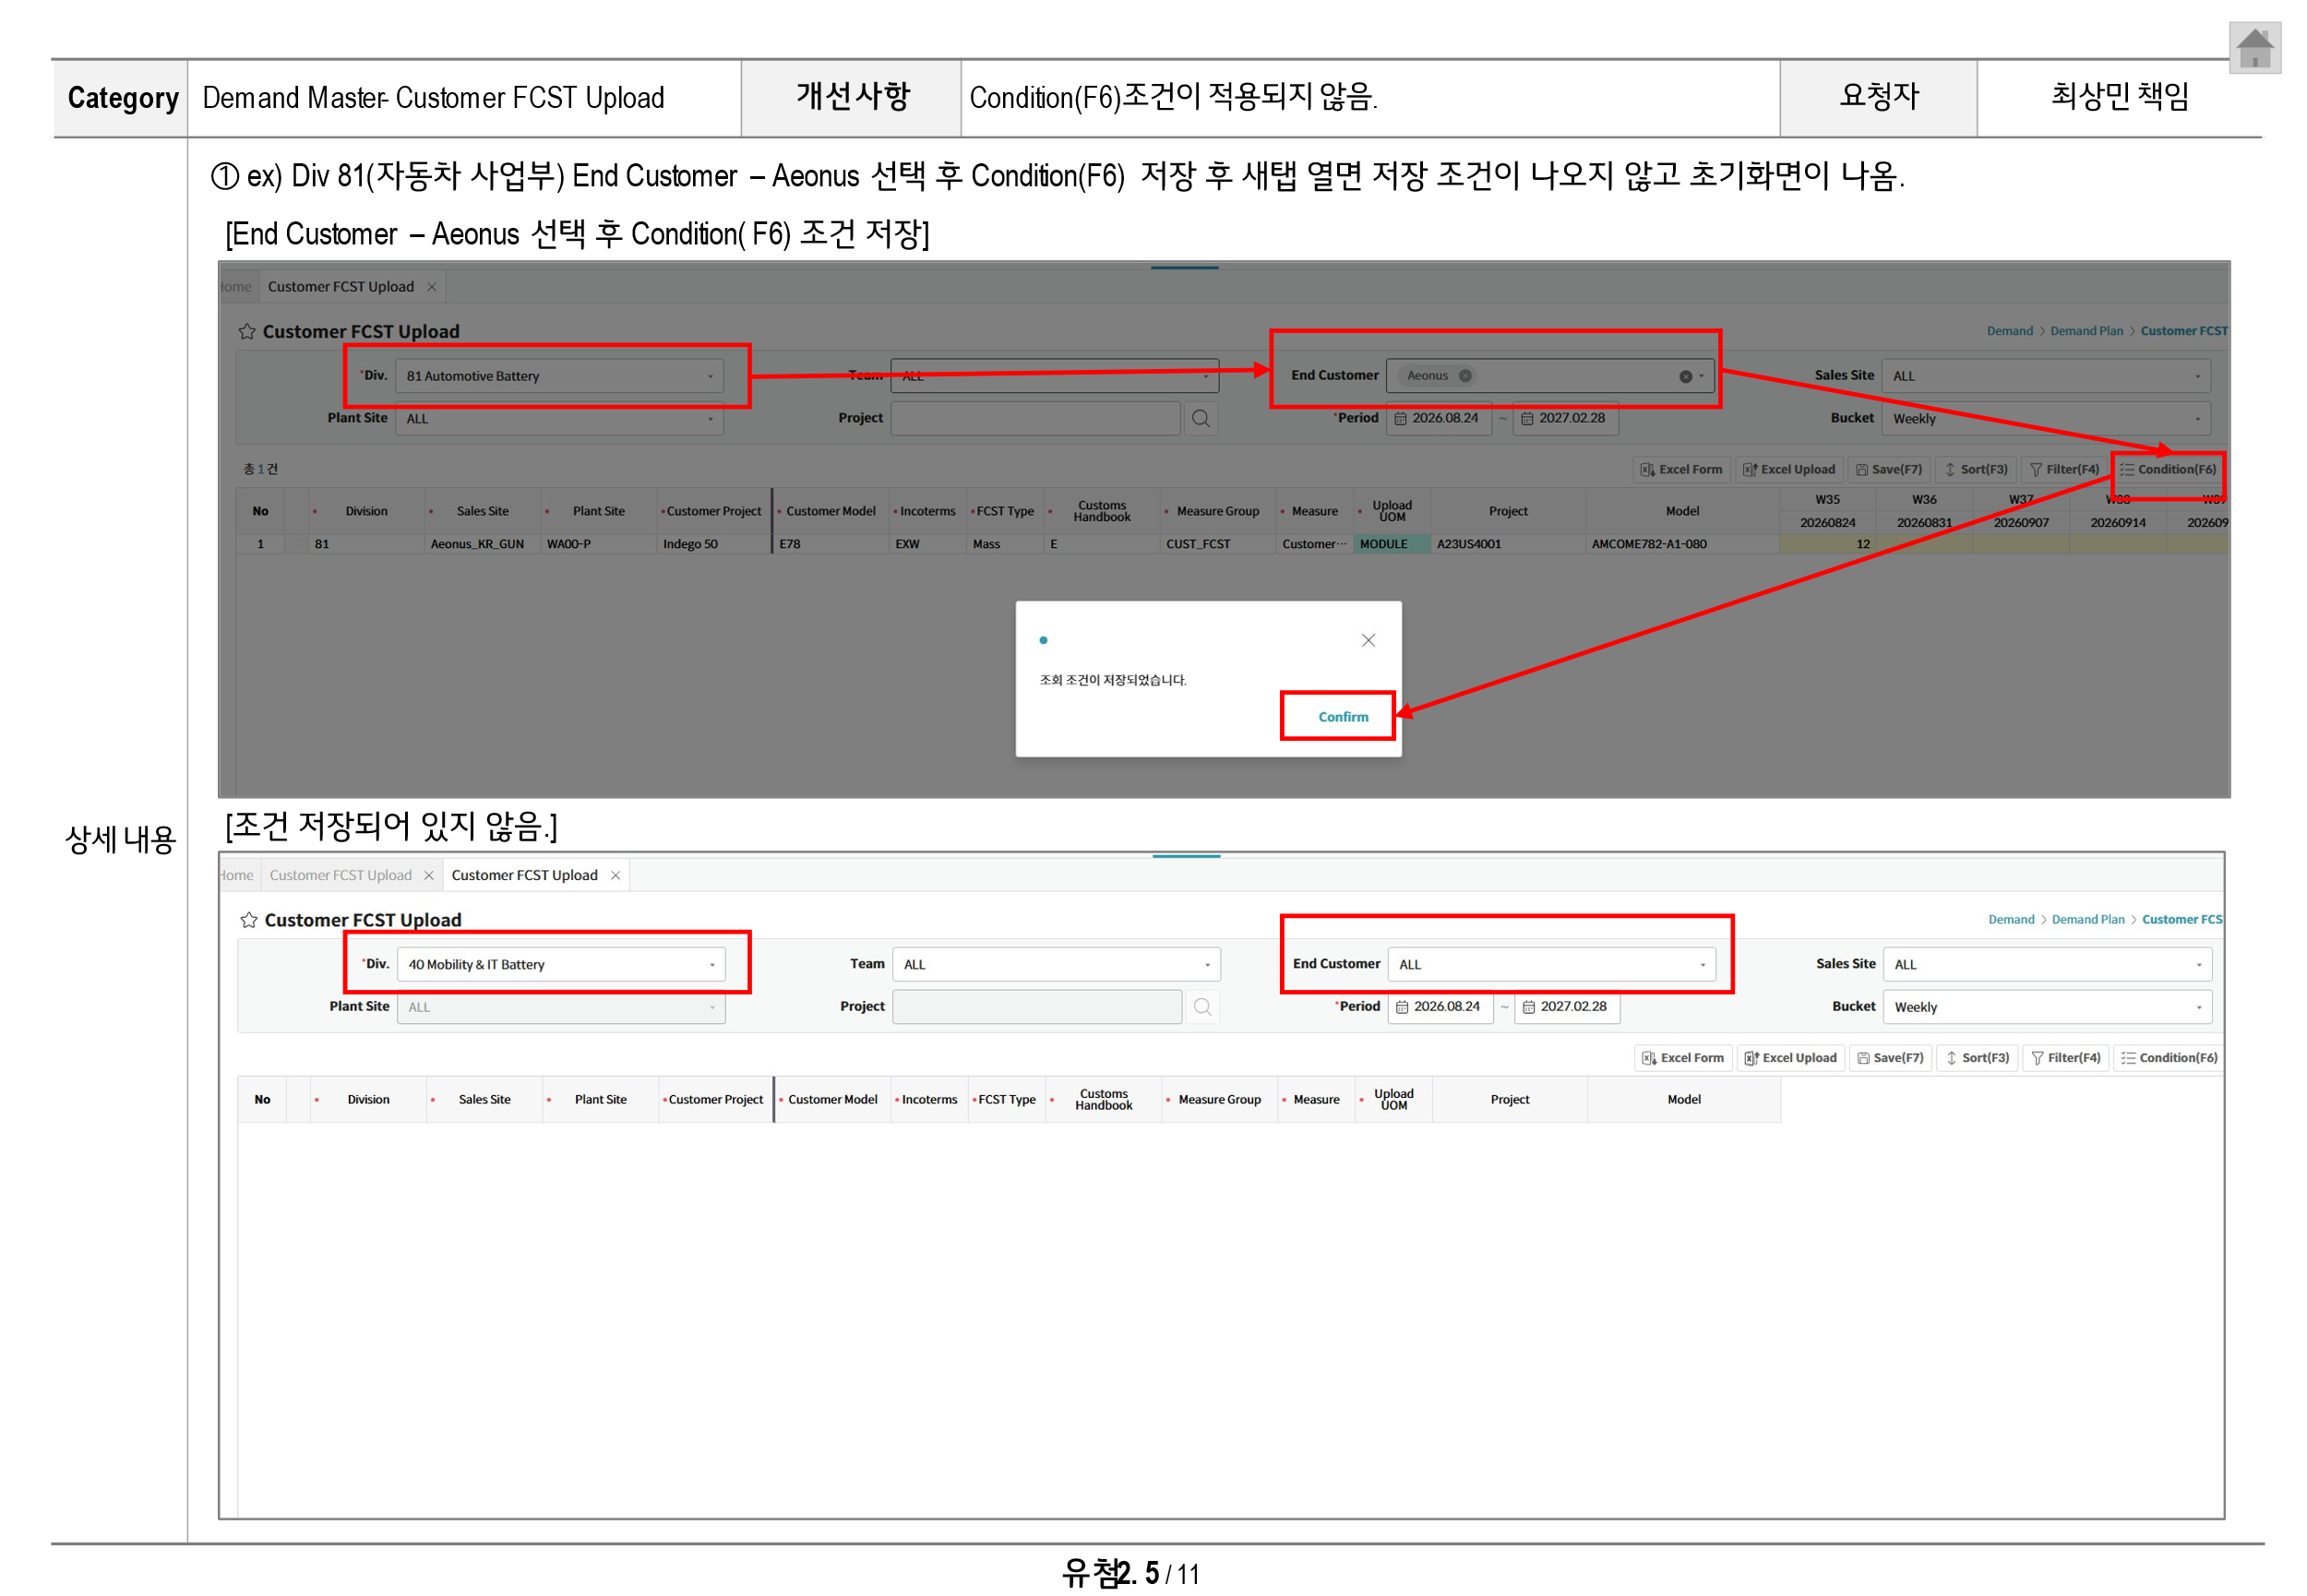 Category Demand Master- Customer FCST Upload 개선사항 Condition(F6)조건이 적용되지 않음. 요청자 최상민 책임
① ex) Div 81(자동차 사업부) End Customer – Aeonus 선택 후 Condition(F6) 저장 후 새탭 열면 저장 조건이 나오지 않고 초기화면이 나옴.
[End Customer – Aeonus 선택 후 Condition( F6) 조건 저장]
Home Customer FCST Upload
Customer FCST Upload Demand > Demand Plan > Customer FCST
*Div. 81 Automotive Battery Team ALL End Customer Aeonus Sales Site ALL
Plant Site ALL Project *Period 2026.08.24 ~ 2027.02.28 Bucket Weekly
총 1 건 Excel Form Excel Upload Save(F7) Sort(F3) Filter(F4) Condition(F6)
No Division Sales Site Plant Site Customer Project Customer Model Incoterms FCST Type Customs Handbook Measure Group Measure Upload UOM Project Model W35 W36 W37 W38 W39
20260824 20260831 20260907 20260914 202609
1 81 Aeonus_KR_GUN WA00-P Indego 50 E78 EXW Mass E CUST_FCST Customer… MODULE A23US4001 AMCOME782-A1-080 12
조회 조건이 저장되었습니다.
Confirm
상세 내용
[조건 저장되어 있지 않음.]
Home Customer FCST Upload Customer FCST Upload
Customer FCST Upload Demand > Demand Plan > Customer FCS
*Div. 40 Mobility & IT Battery Team ALL End Customer ALL Sales Site ALL
Plant Site ALL Project *Period 2026.08.24 ~ 2027.02.28 Bucket Weekly
Excel Form Excel Upload Save(F7) Sort(F3) Filter(F4) Condition(F6)
No Division Sales Site Plant Site Customer Project Customer Model Incoterms FCST Type Customs Handbook Measure Group Measure Upload UOM Project Model
유첨2. 5 / 11